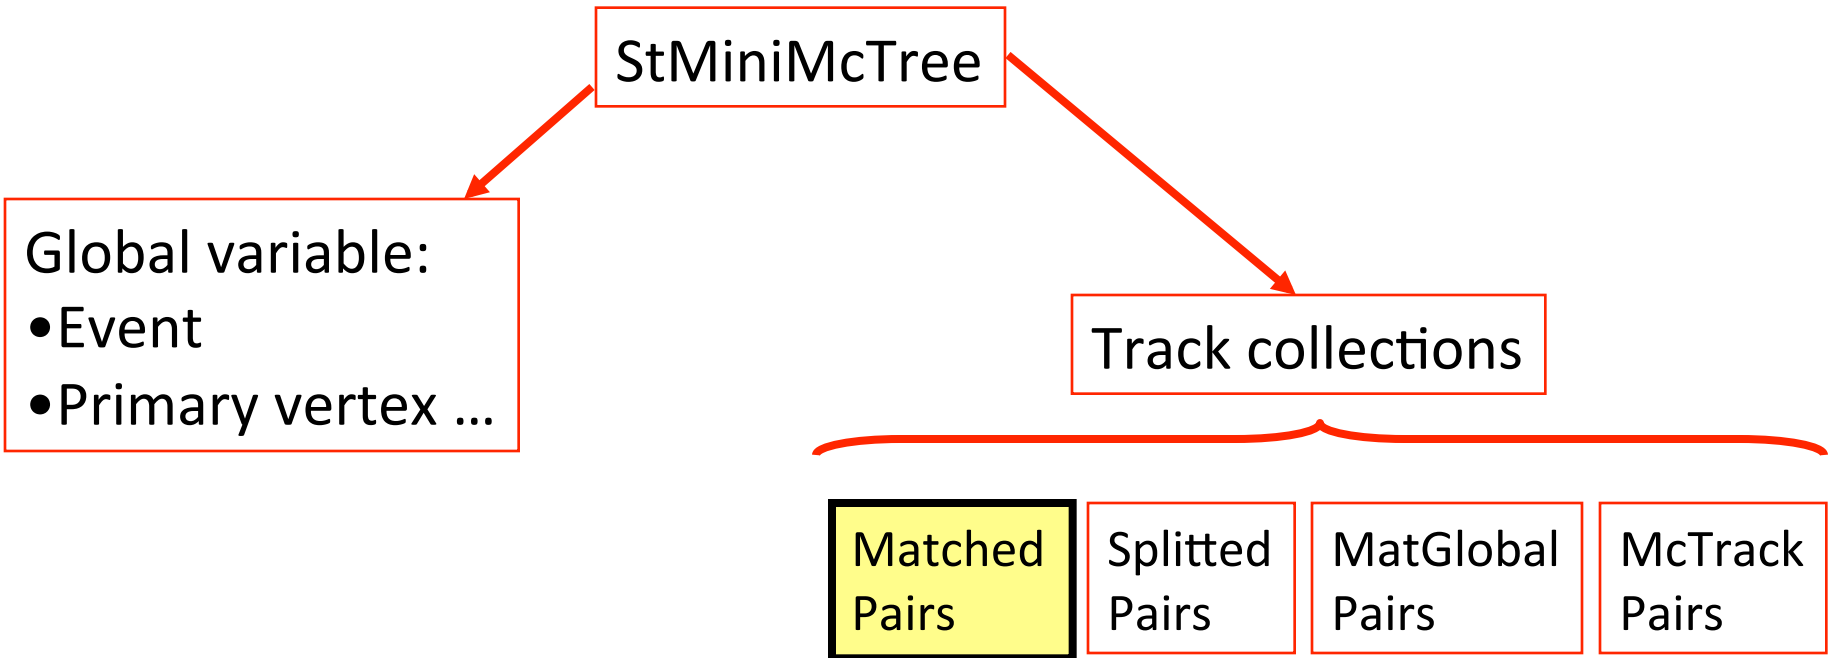 StMiniMcTree
Global variable:
•Event
•Primary vertex ...
Track collections
Matched
Pairs
Splitted
Pairs
MatGlobal
Pairs
McTrack
Pairs